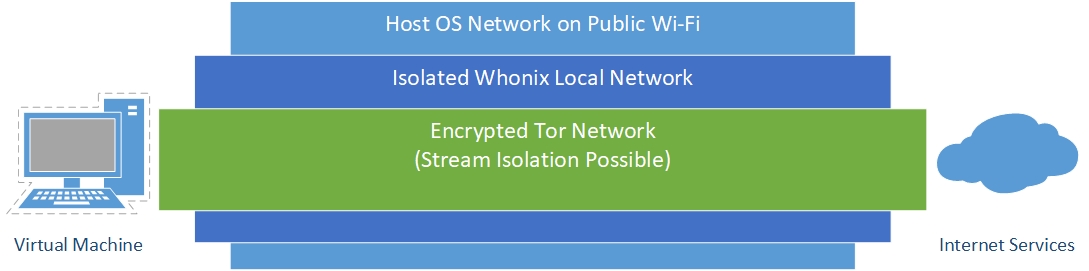 Host OS Network on Public Wi-Fi
Isolated Whonix Local Network
Encrypted Tor Network
(Stream Isolation Possible)
Virtual Machine
Internet Services